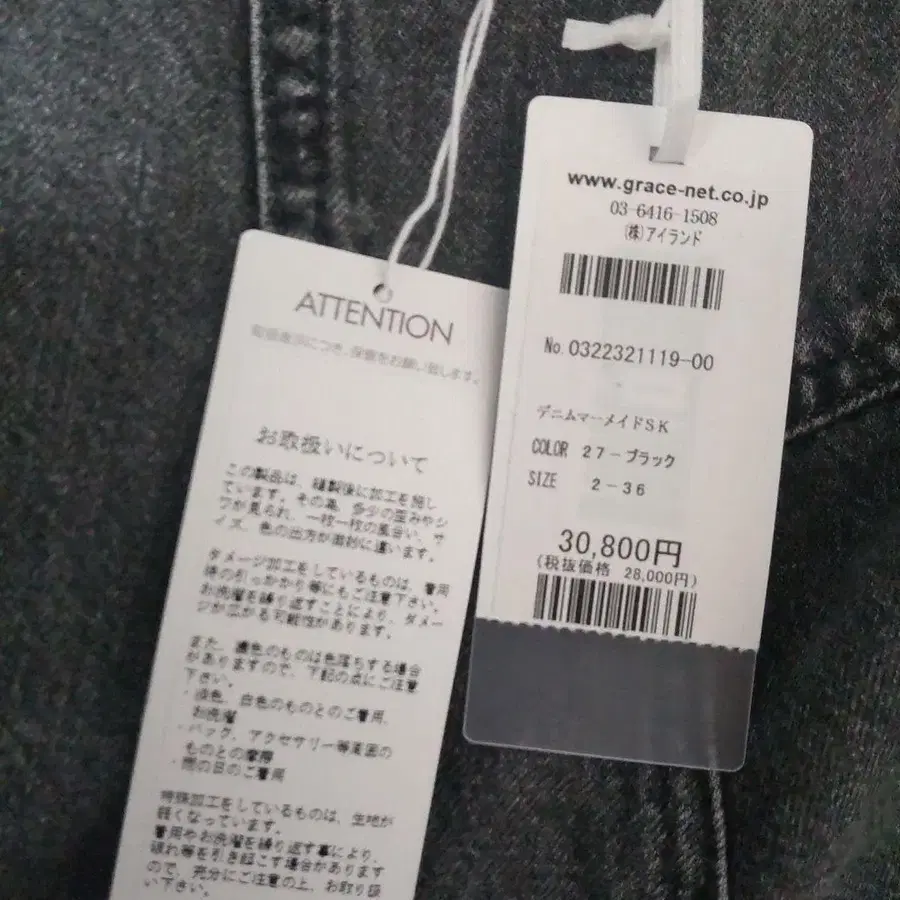 ATTENTION
取扱表示につき、保管をお願い致します。
お取扱いについて
この製品は、縫製後に加工を施し
ています。その為、多少の歪みやシ
ワが見られ、一枚一枚の風合い、サ
イズ、色の出方が微妙に違います。
ダメージ加工をしているものは、着用
時の引っかかり等にもご注意下さい。
お洗濯を繰り返すことにより、ダメー
ジが広がる可能性があります。
また、濃色のものは色落ちする場合
がありますので、下記の点にご注意
下さい。
・淡色、白色のものとのご着用、
お洗濯
・バッグ、アクセサリー等周囲の
ものとの摩擦
・雨の日のご着用
特殊加工をしているものは、生地が
弱くなっています。
着用やお洗濯を繰り返す事により、
破れ等を引き起こす場合があります
ので、充分にご注意の上、お取り扱
い下さい。
www.grace-net.co.jp
03-6416-1508
(株)アイランド
No.0322321119-00
デニムマーメイドSK
COLOR 27-ブラック
SIZE 2-36
30,800円
(税抜価格 28,000円)